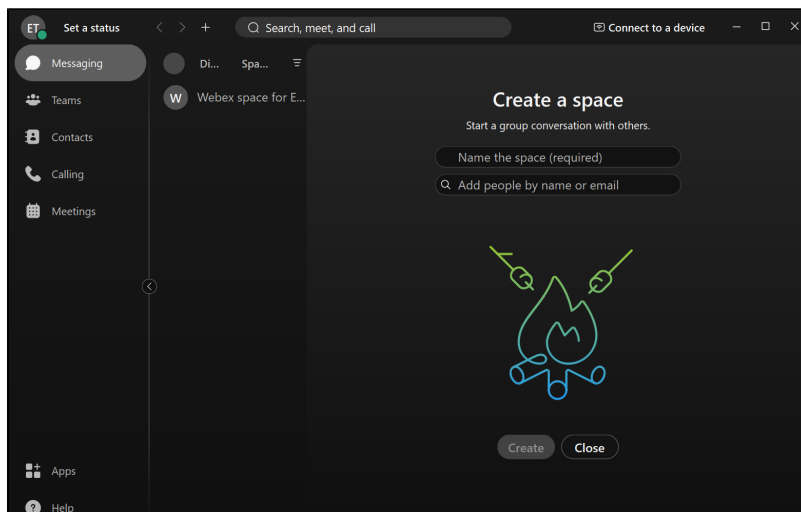 ET Set a status Search, meet, and call Connect to a device
Messaging
Teams
Contacts
Calling
Meetings
Apps
Help
Di... Spa...
W Webex space for E...
Create a space
Start a group conversation with others.
Name the space (required)
Add people by name or email
Create Close